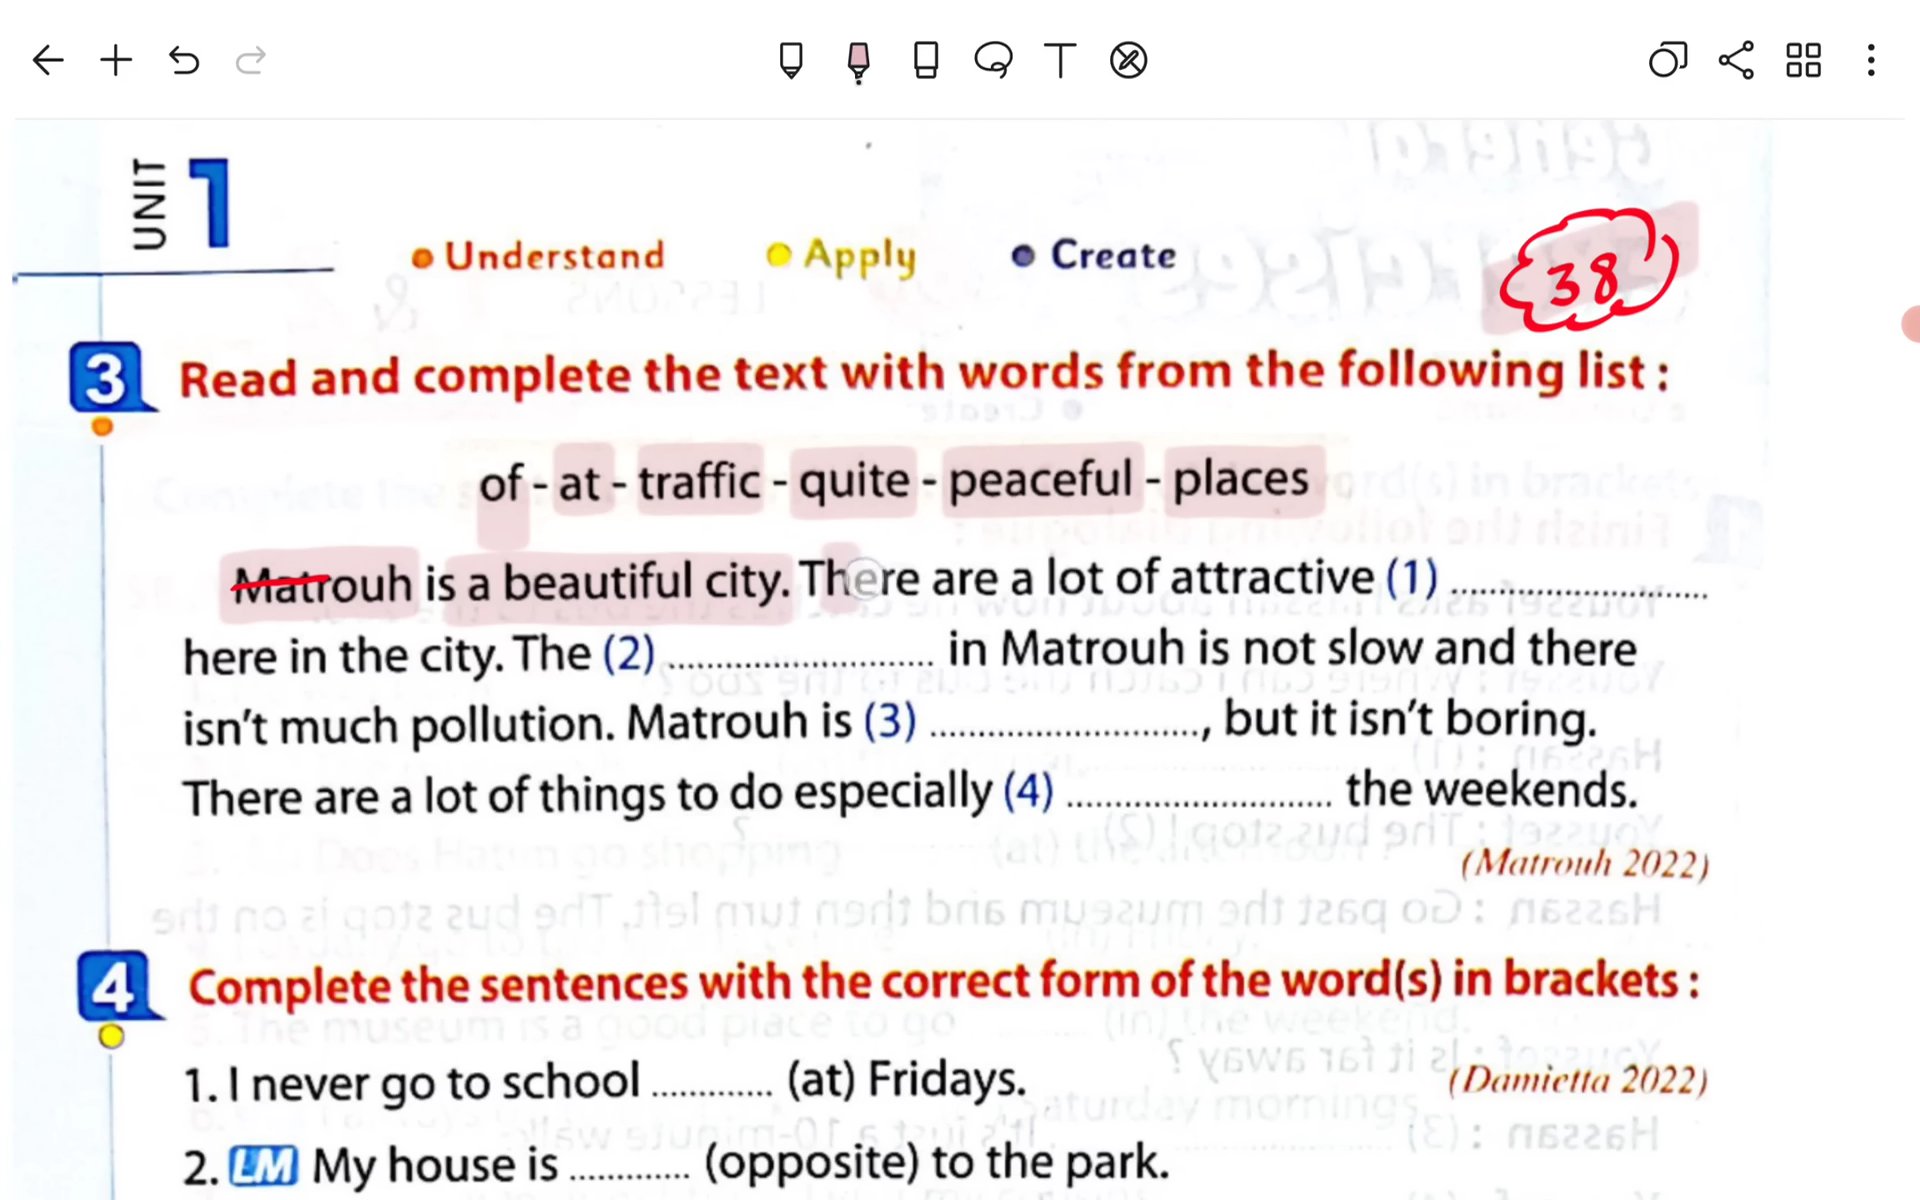 UNIT 1
Understand Apply Create
38
3 Read and complete the text with words from the following list :
of - at - traffic - quite - peaceful - places
Matrouh is a beautiful city. There are a lot of attractive (1) ............................
here in the city. The (2) ............................ in Matrouh is not slow and there
isn't much pollution. Matrouh is (3) ............................, but it isn't boring.
There are a lot of things to do especially (4) ............................ the weekends.
(Matrouh 2022)
4 Complete the sentences with the correct form of the word(s) in brackets :
1. I never go to school ............ (at) Fridays. (Damietta 2022)
2. LM My house is ............ (opposite) to the park.